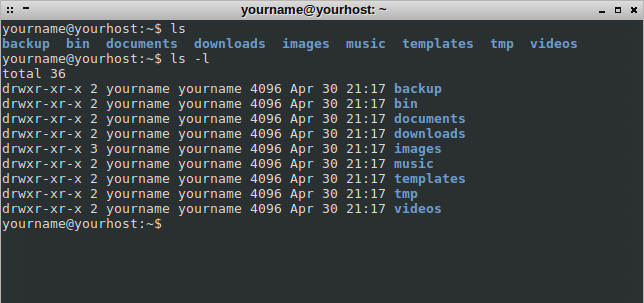 yourname@yourhost: ~
yourname@yourhost:~$ ls
backup  bin  documents  downloads  images  music  templates  tmp  videos
yourname@yourhost:~$ ls -l
total 36
drwxr-xr-x 2 yourname yourname 4096 Apr 30 21:17 backup
drwxr-xr-x 2 yourname yourname 4096 Apr 30 21:17 bin
drwxr-xr-x 2 yourname yourname 4096 Apr 30 21:17 documents
drwxr-xr-x 2 yourname yourname 4096 Apr 30 21:17 downloads
drwxr-xr-x 3 yourname yourname 4096 Apr 30 21:17 images
drwxr-xr-x 2 yourname yourname 4096 Apr 30 21:17 music
drwxr-xr-x 2 yourname yourname 4096 Apr 30 21:17 templates
drwxr-xr-x 2 yourname yourname 4096 Apr 30 21:17 tmp
drwxr-xr-x 2 yourname yourname 4096 Apr 30 21:17 videos
yourname@yourhost:~$